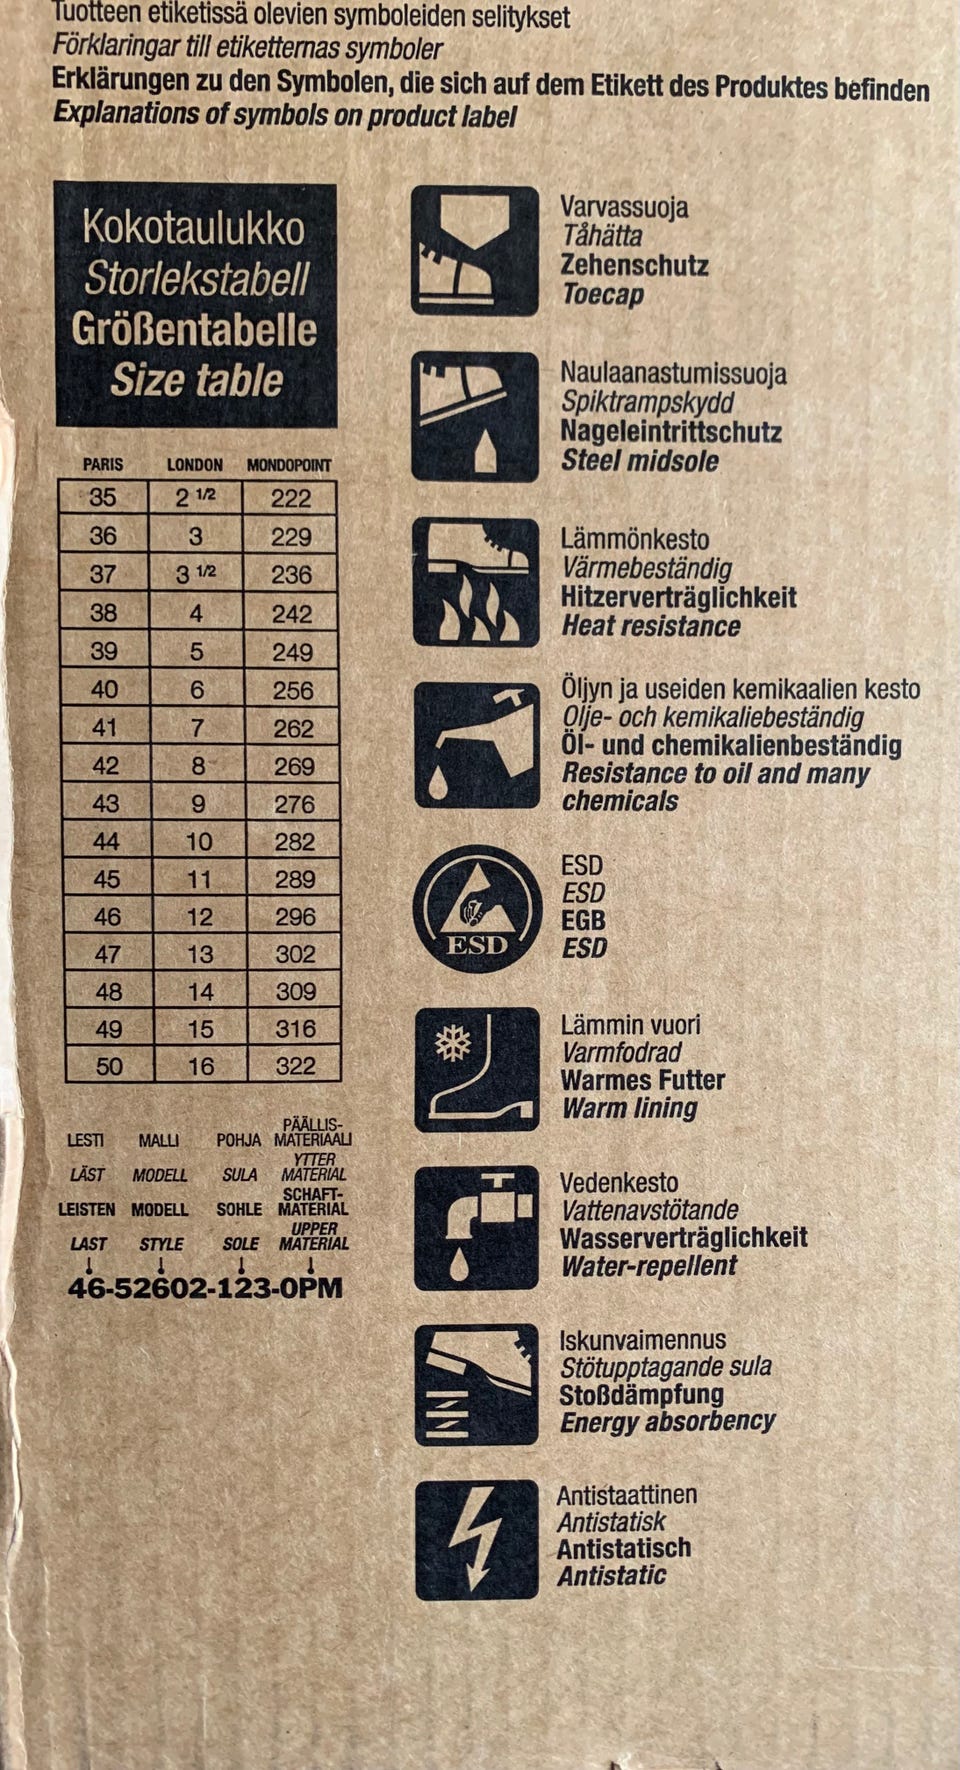 Tuotteen etiketissä olevien symboleiden selitykset
Förklaringar till etiketternas symboler
Erklärungen zu den Symbolen, die sich auf dem Etikett des Produktes befinden
Explanations of symbols on product label
Kokotaulukko
Storlekstabell
Größentabelle
Size table
PARIS LONDON MONDOPOINT
35 2 1/2 222
36 3 229
37 3 1/2 236
38 4 242
39 5 249
40 6 256
41 7 262
42 8 269
43 9 276
44 10 282
45 11 289
46 12 296
47 13 302
48 14 309
49 15 316
50 16 322
LESTI MALLI POHJA PÄÄLLIS-
MATERIAALI
LÄST MODELL SULA YTTER
MATERIAL
LEISTEN MODELL SOHLE SCHAFT-
MATERIAL
LAST STYLE SOLE UPPER
MATERIAL
46-52602-123-0PM
Varvassuoja
Tåhätta
Zehenschutz
Toecap
Naulaanastumissuoja
Spiktrampskydd
Nageleintrittschutz
Steel midsole
Lämmönkesto
Värmebeständig
Hitzerverträglichkeit
Heat resistance
Öljyn ja useiden kemikaalien kesto
Olje- och kemikaliebeständig
Öl- und chemikalienbeständig
Resistance to oil and many
chemicals
ESD
ESD
ESD
EGB
ESD
Lämmin vuori
Varmfodrad
Warmes Futter
Warm lining
Vedenkesto
Vattenavstötande
Wasserverträglichkeit
Water-repellent
Iskunvaimennus
Stötupptagande sula
Stoßdämpfung
Energy absorbency
Antistaattinen
Antistatisk
Antistatisch
Antistatic